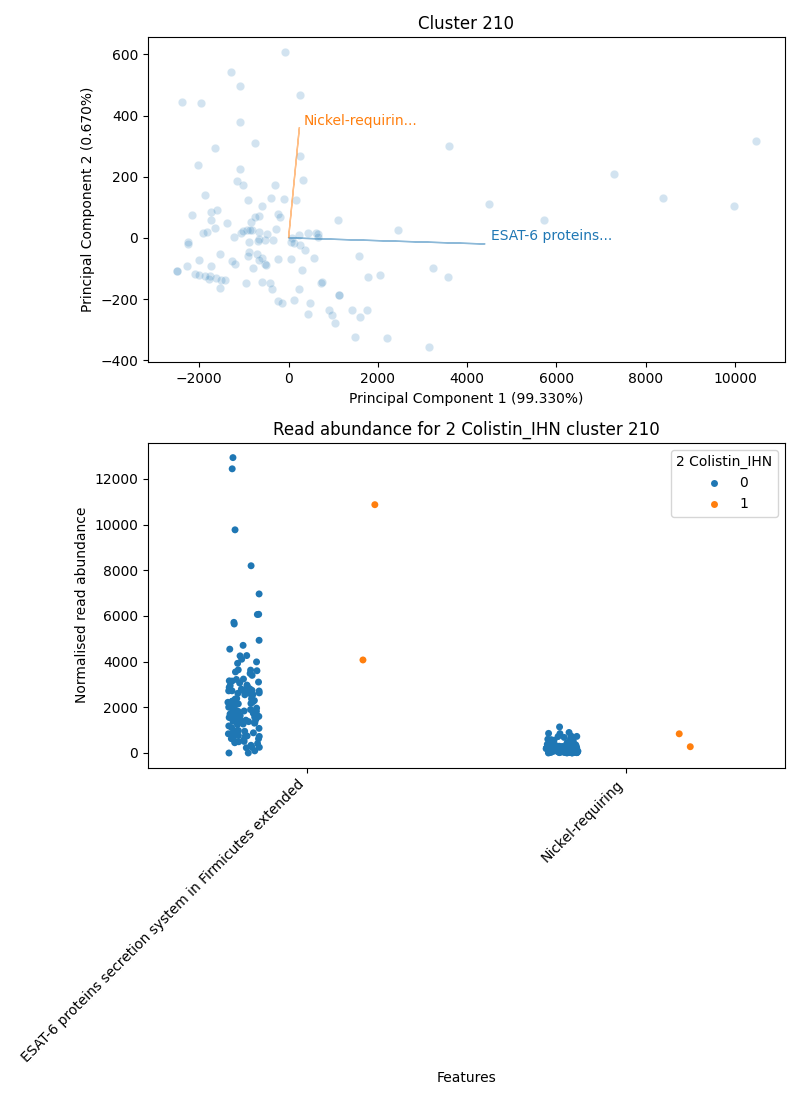 Cluster 210
600
400
200
0
−200
−400
Principal Component 2 (0.670%)
Nickel-requirin...
ESAT-6 proteins...
−2000
0
2000
4000
6000
8000
10000
Principal Component 1 (99.330%)
Read abundance for 2 Colistin_IHN cluster 210
12000
10000
8000
6000
4000
2000
0
Normalised read abundance
2 Colistin_IHN
0
1
ESAT-6 proteins secretion system in Firmicutes extended
Nickel-requiring
Features